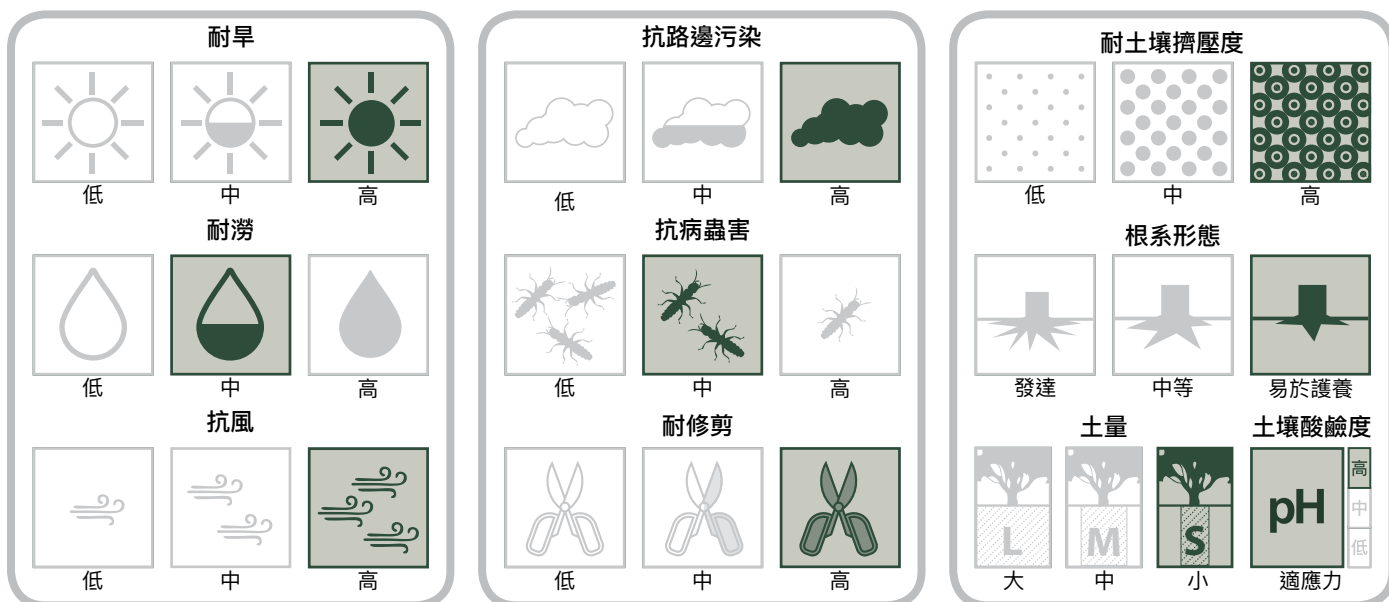 耐旱
低 中 高
耐澇
低 中 高
抗風
低 中 高
抗路邊污染
低 中 高
抗病蟲害
低 中 高
耐修剪
低 中 高
耐土壤擠壓度
低 中 高
根系形態
發達 中等 易於護養
土量 土壤酸鹼度
L M S pH 高
中
低
大 中 小 適應力